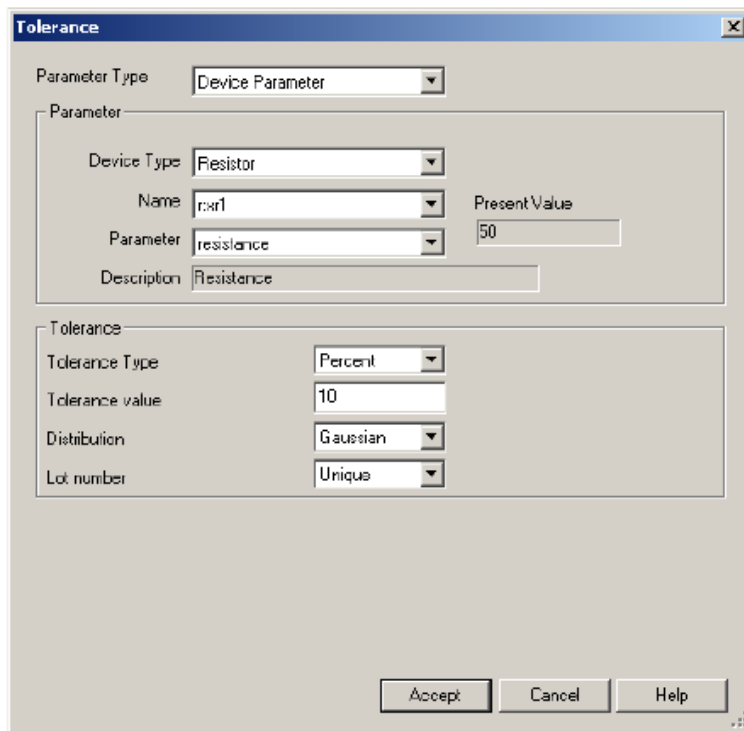 Tolerance
Parameter Type Device Parameter
Parameter
Device Type Resistor
Name rxr1 Present Value
50
Parameter resistance
Description Resistance
Tolerance
Tolerance Type Percent
Tolerance value 10
Distribution Gaussian
Lot number Unique
Accept Cancel Help